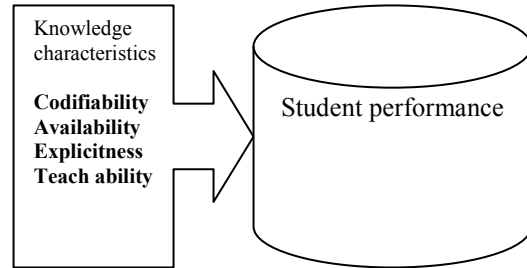 Knowledge
characteristics
Codifiability
Availability
Explicitness
Teach ability
Student performance